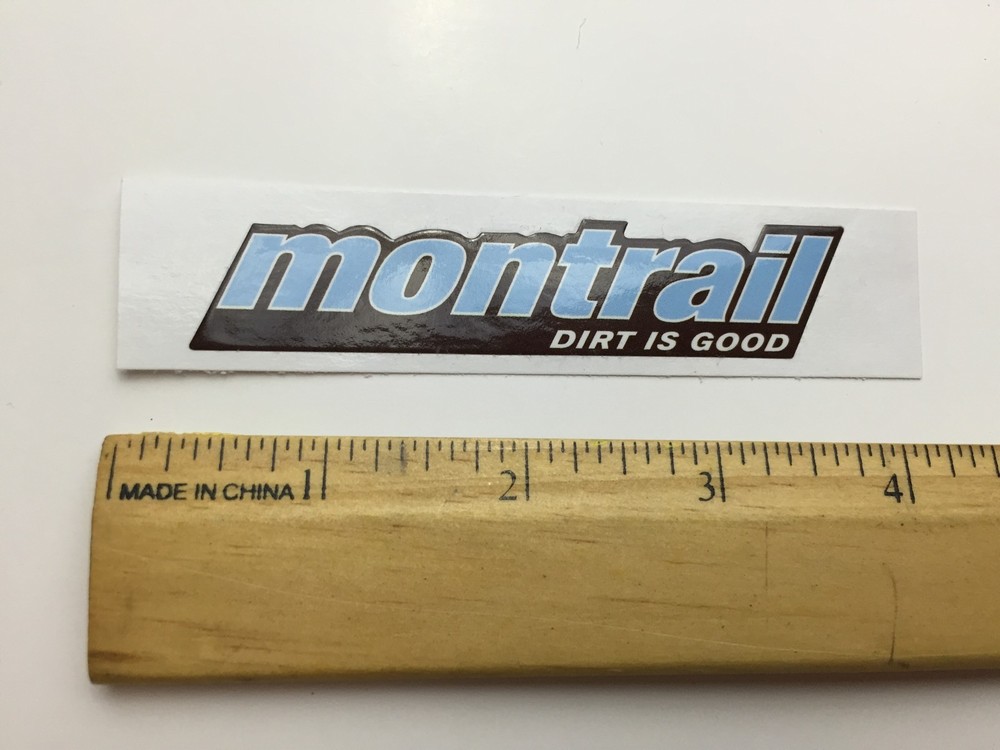 montrail
DIRT IS GOOD
MADE IN CHINA 1 2 3 4